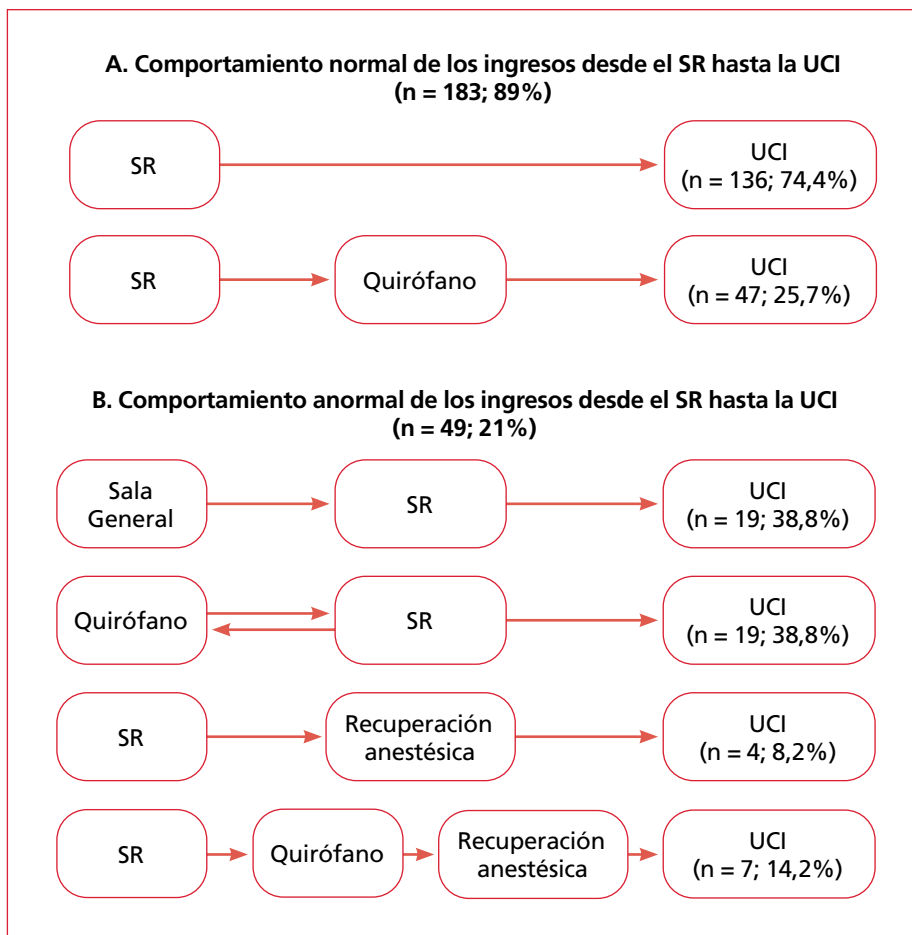 A. Comportamiento normal de los ingresos desde el SR hasta la UCI
(n = 183; 89%)
SR
UCI
(n = 136; 74,4%)
SR
Quirófano
UCI
(n = 47; 25,7%)
B. Comportamiento anormal de los ingresos desde el SR hasta la UCI
(n = 49; 21%)
Sala
General
SR
UCI
(n = 19; 38,8%)
Quirófano
SR
UCI
(n = 19; 38,8%)
SR
Recuperación
anestésica
UCI
(n = 4; 8,2%)
SR
Quirófano
Recuperación
anestésica
UCI
(n = 7; 14,2%)